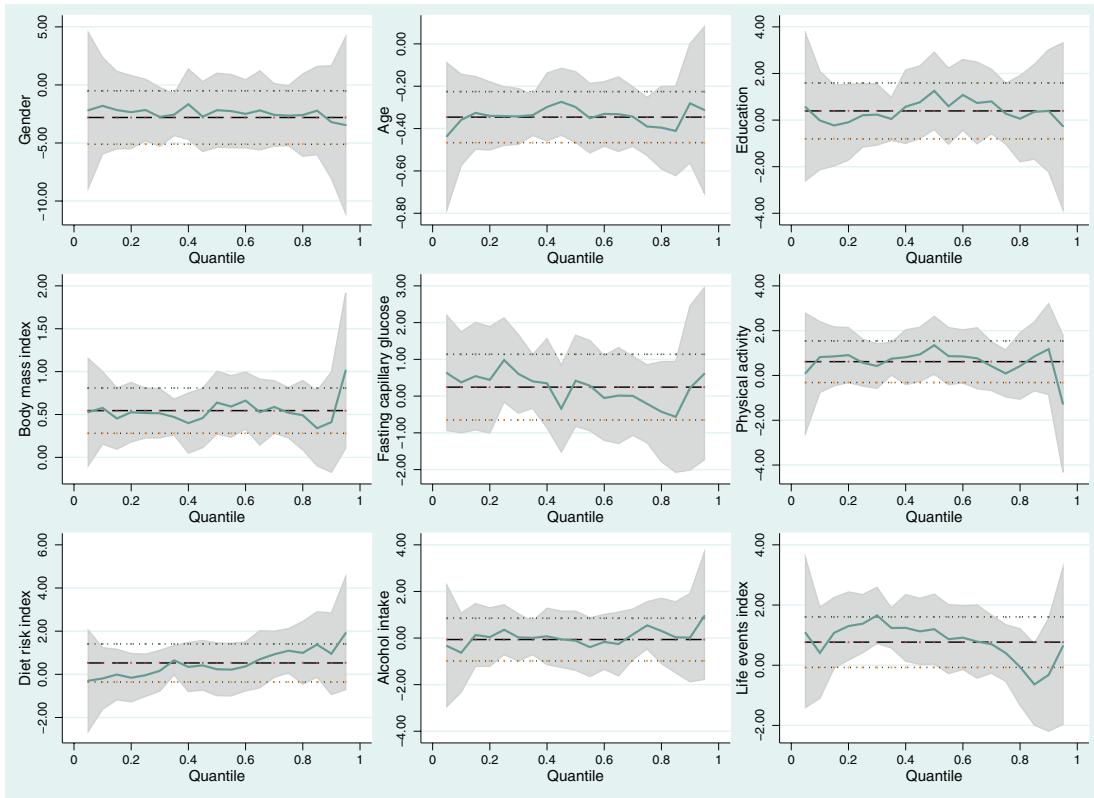 Gender
5.00
0.00
−5.00
−10.00
0 0.2 0.4 0.6 0.8 1
Quantile
Age
0.00
−0.20
−0.40
−0.60
−0.80
0 0.2 0.4 0.6 0.8 1
Quantile
Education
4.00
2.00
0.00
−2.00
−4.00
0 0.2 0.4 0.6 0.8 1
Quantile
Body mass index
2.00
1.50
1.00
0.50
0.00
0 0.2 0.4 0.6 0.8 1
Quantile
Fasting capillary glucose
3.00
2.00
1.00
0.00
−1.00
−2.00
0 0.2 0.4 0.6 0.8 1
Quantile
Physical activity
4.00
2.00
0.00
−2.00
−4.00
0 0.2 0.4 0.6 0.8 1
Quantile
Diet risk index
6.00
4.00
2.00
0.00
−2.00
0 0.2 0.4 0.6 0.8 1
Quantile
Alcohol intake
4.00
2.00
0.00
−2.00
−4.00
0 0.2 0.4 0.6 0.8 1
Quantile
Life events index
4.00
2.00
0.00
−2.00
0 0.2 0.4 0.6 0.8 1
Quantile